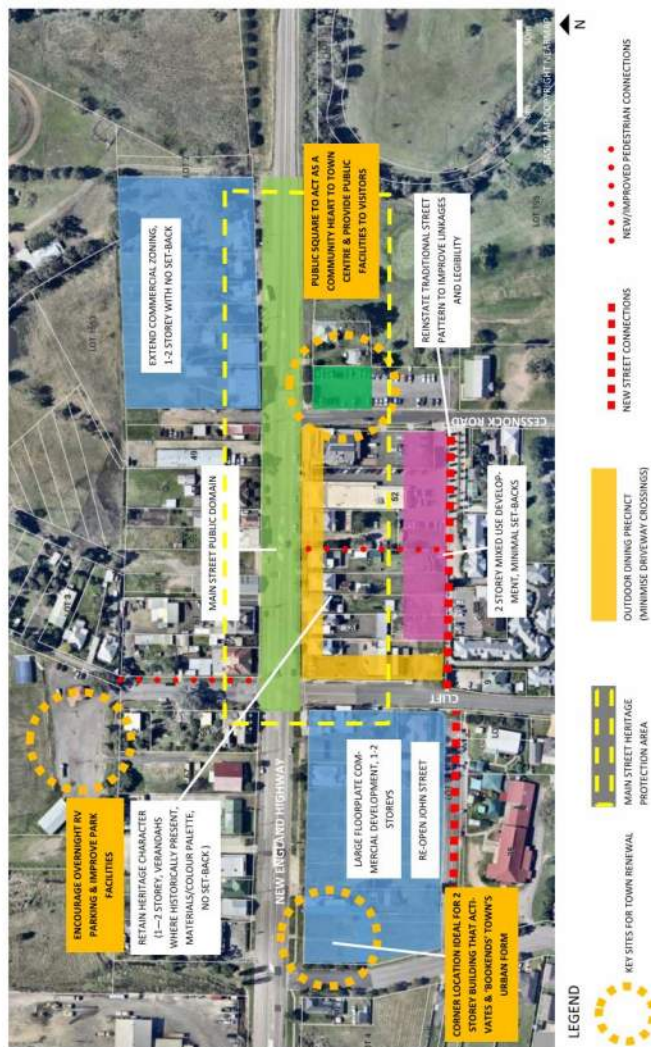 ENCOURAGE OVERNIGHT RV
PARKING & IMPROVE PARK
FACILITIES
RETAIN HERITAGE CHARACTER
(1—2 STOREY, VERANDAHS
WHERE HISTORICALLY PRESENT,
MATERIALS/COLOUR PALETTE,
NO SET-BACK )
MAIN STREET PUBLIC DOMAIN
EXTEND COMMERCIAL ZONING,
1-2 STOREY WITH NO SET-BACK
LOT 3
49
NEW ENGLAND HIGHWAY
PUBLIC SQUARE TO ACT AS A
COMMUNITY HEART TO TOWN
CENTRE & PROVIDE PUBLIC
FACILITIES TO VISITORS
LARGE FLOORPLATE COM-
MERCIAL DEVELOPMENT, 1-2
STOREYS
RE-OPEN JOHN STREET
CLIFT
52
CESSNOCK ROAD
REINSTATE TRADITIONAL STREET
PATTERN TO IMPROVE LINKAGES
AND LEGIBILITY
2 STOREY MIXED USE DEVELOP-
MENT, MINIMAL SET-BACKS
CORNER LOCATION IDEAL FOR 2
STOREY BUILDING THAT ACTI-
VATES & 'BOOKENDS' TOWN'S
URBAN FORM
N
LEGEND
KEY SITES FOR TOWN RENEWAL
MAIN STREET HERITAGE
PROTECTION AREA
OUTDOOR DINING PRECINCT
(MINIMISE DRIVEWAY CROSSINGS)
NEW STREET CONNECTIONS
NEW/IMPROVED PEDESTRIAN CONNECTIONS